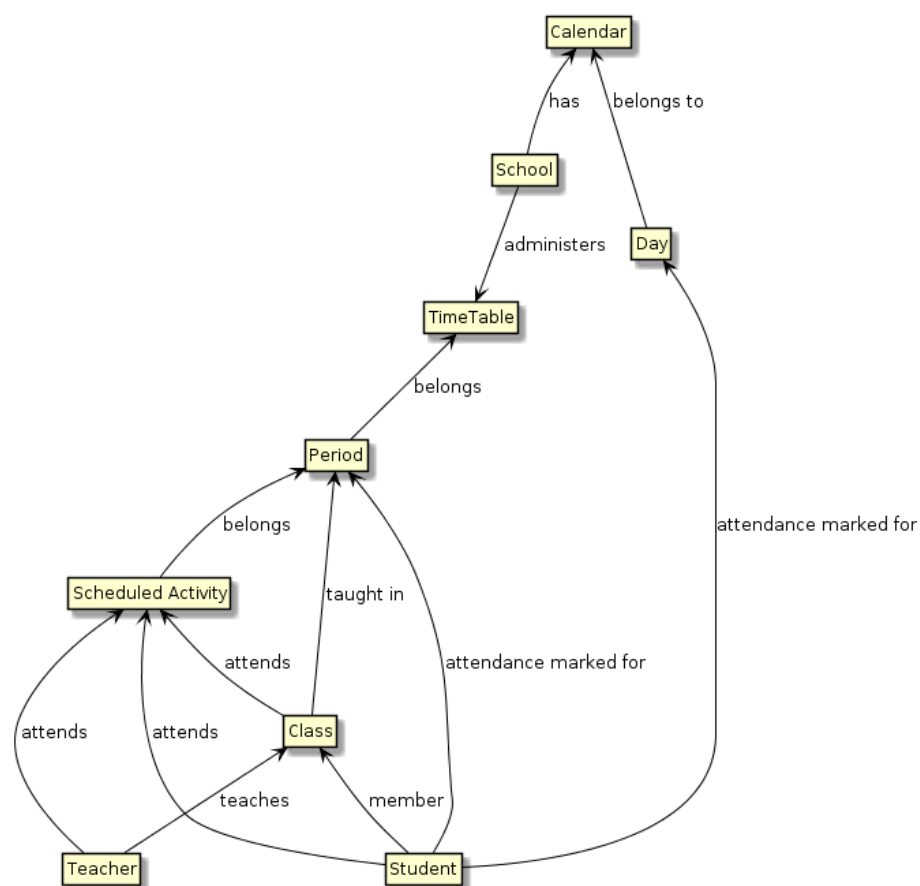 Calendar
has
belongs to
School
Day
administers
TimeTable
belongs
Period
belongs
attendance marked for
Scheduled Activity
taught in
attends
attendance marked for
Class
attends
attends
teaches
member
Teacher
Student